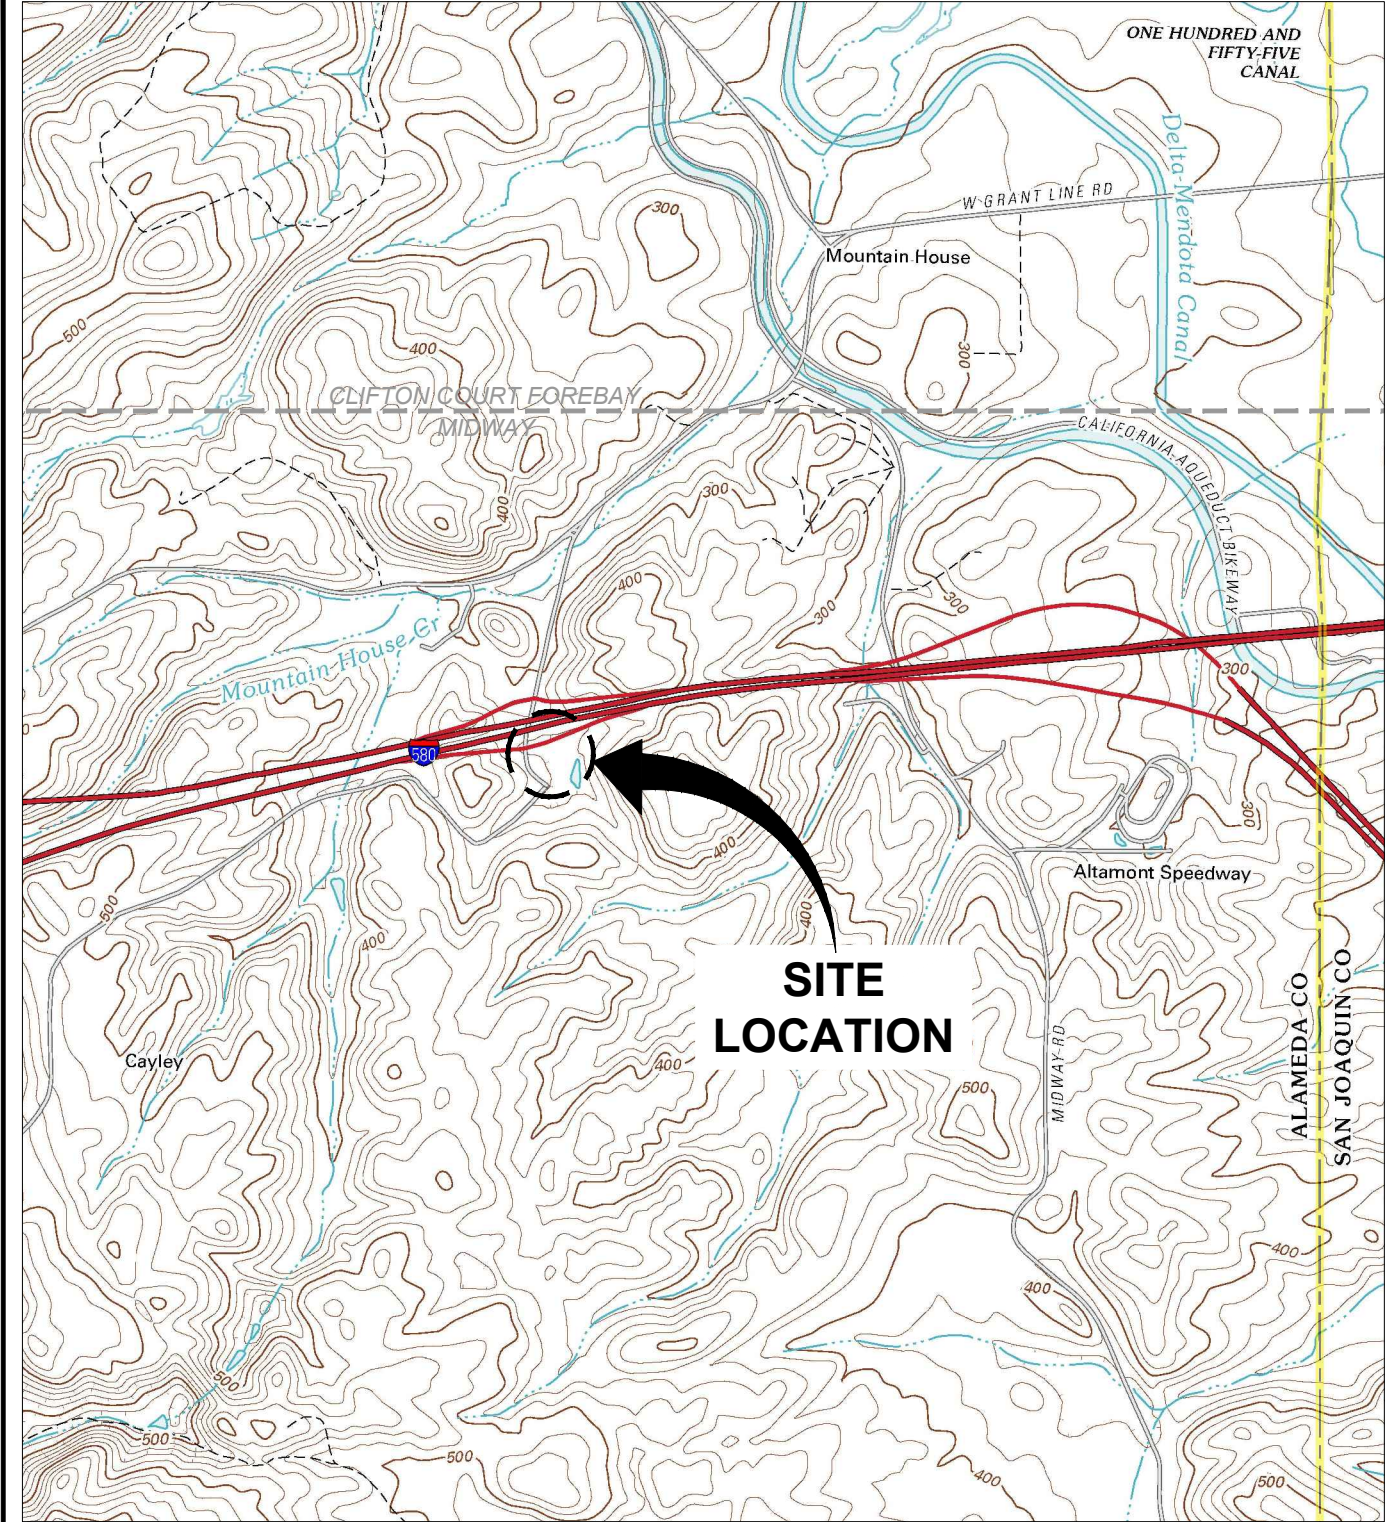 ONE HUNDRED AND
FIFTY-FIVE
CANAL
Delta-Mendota Canal
W GRANT LINE RD
300
Mountain House
500
400
300
CLIFTON COURT FOREBAY
MIDWAY
CALIFORNIA AQUEDUCT BIKEWAY
300
400
400
300
300
Mountain House Cr
300
580
300
400
Altamont Speedway
500
400
400
SITE
LOCATION
ALAMEDA CO
SAN JOAQUIN CO
Cayley
400
MIDWAY RD
500
400
400
500
500
500
400
500